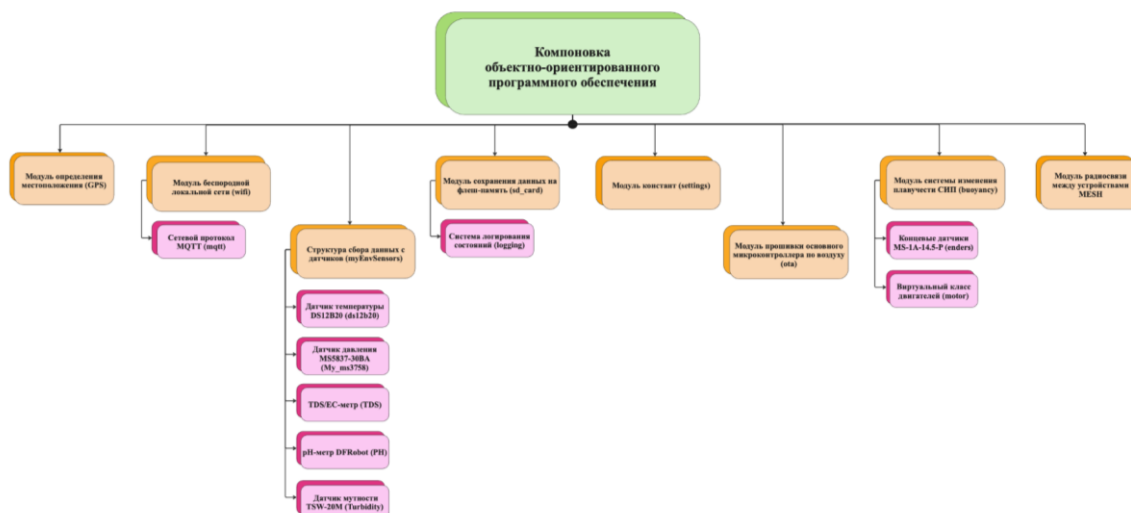 Компоновка
объектно-ориентированного
программного обеспечения
Модуль определения
местоположения (GPS)
Модуль беспородной
локальной сети (wifi)
Сетевой протокол
MQTT (mqtt)
Структура сбора данных с
датчиков (myEnvSensors)
Датчик температуры
DS12B20 (ds12b20)
Датчик давления
MS5837-30BA
(My_ms3758)
TDS/EC-метр (TDS)
pH-метр DFRobot (PH)
Датчик мутности
TSW-20M (Turbidity)
Модуль сохранения данных на
флеш-память (sd_card)
Система логирования
состояний (logging)
Модуль констант (settings)
Модуль прошивки основного
микроконтроллера по воздуху
(ota)
Модуль системы изменения
плавучести СИП (buoyancy)
Концевые датчики
MS-1A-14.5-P (enders)
Виртуальный класс
двигателей (motor)
Модуль радиосвязи
между устройствами
MESH